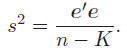 s² = e′e / n − K.